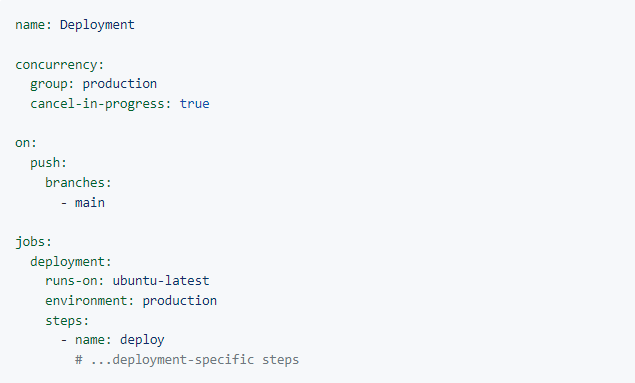 name: Deployment

concurrency:
  group: production
  cancel-in-progress: true

on:
  push:
    branches:
      - main

jobs:
  deployment:
    runs-on: ubuntu-latest
    environment: production
    steps:
      - name: deploy
        # ...deployment-specific steps